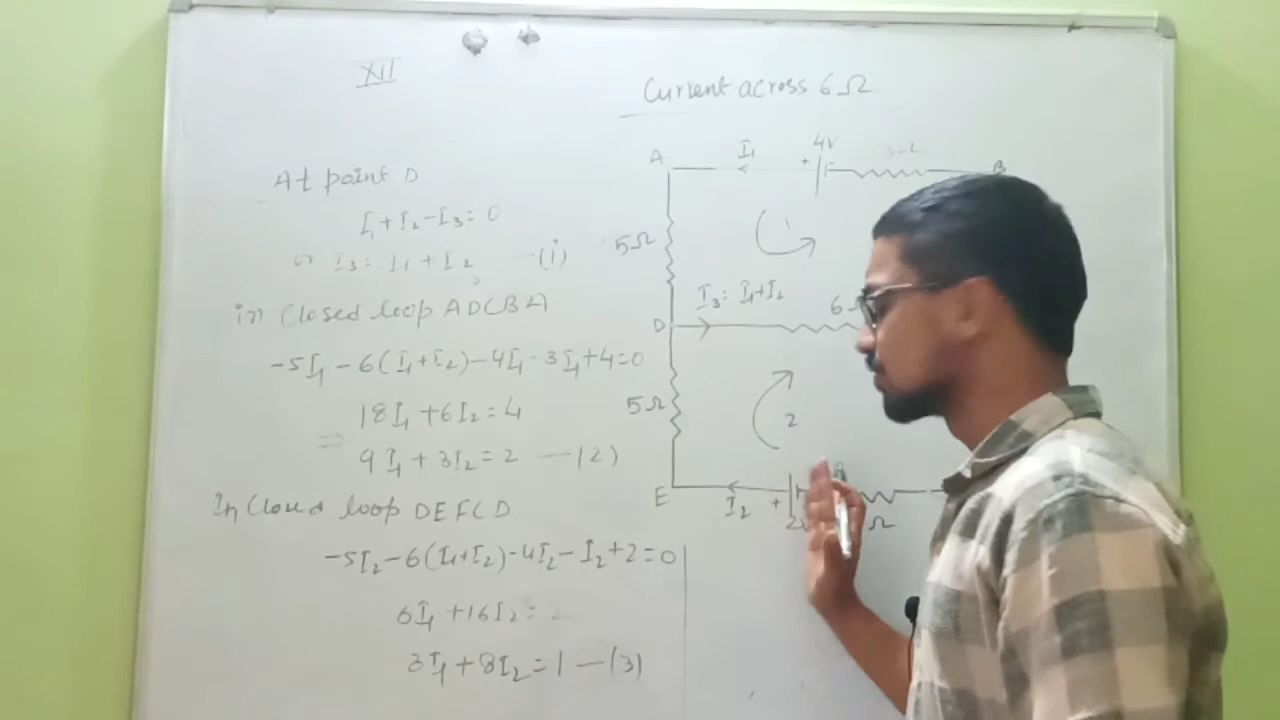 XII
Current across 6Ω
At point D
I₁+I₂-I₃=0
or I₃= I₁+I₂ —(i)
in closed loop ADCBA
-5I₁-6(I₁+I₂)-4I₁-3I₁+4=0
18I₁+6I₂=4
= 9I₁+3I₂=2 —(2)
In closed loop DEFCD
-5I₂-6(I₁+I₂)-4I₂-I₂+2=0
6I₁+16I₂=
3I₁+8I₂=1 —(3)
A I₁ + 4V B
5Ω 1
D I₃= I₁+I₂ 6
5Ω 2
E I₂ + Ω